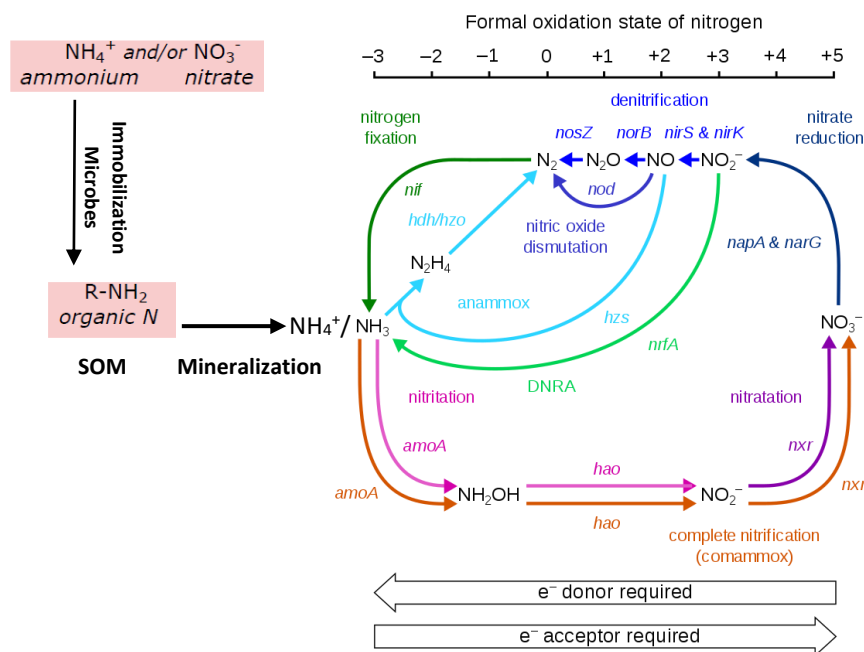 Formal oxidation state of nitrogen
−3 −2 −1 0 +1 +2 +3 +5
NH₄⁺ and/or NO₃⁻
ammonium nitrate
Immobilization
Microbes
R-NH₂
organic N
SOM
Mineralization
NH₄⁺/
NH₃
nitrogen
fixation
nif
denitrification
nosZ norB nirS & nirK
N₂ N₂O NO NO₂⁻
nod
nitric oxide
dismutation
nitrate
reduction
napA & narG
hdh/hzo
N₂H₄
anammox
hzs
nrfA
DNRA
NO₃⁻
nitritation
amoA
amoA
NH₂OH
hao
hao
NO₂⁻
nitratation
nxr
nxr
complete nitrification
(comammox)
e⁻ donor required
e⁻ acceptor required